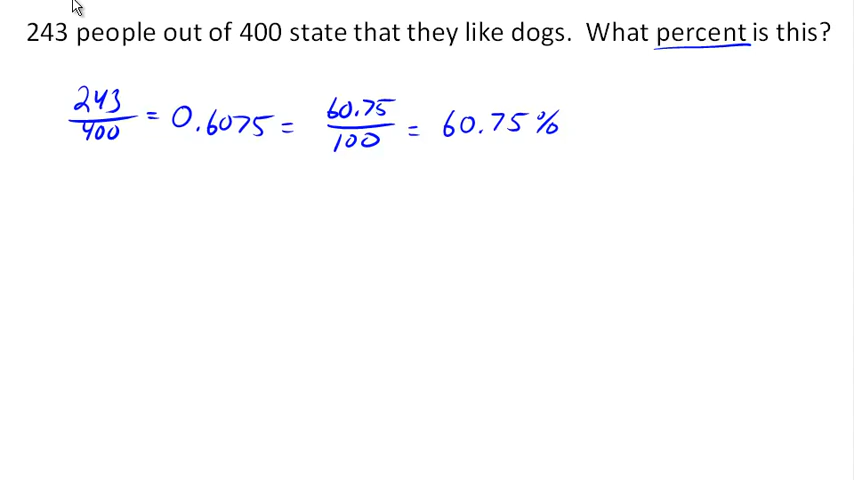 243 people out of 400 state that they like dogs.  What percent is this?
243/400 = 0.6075 = 60.75/100 = 60.75%